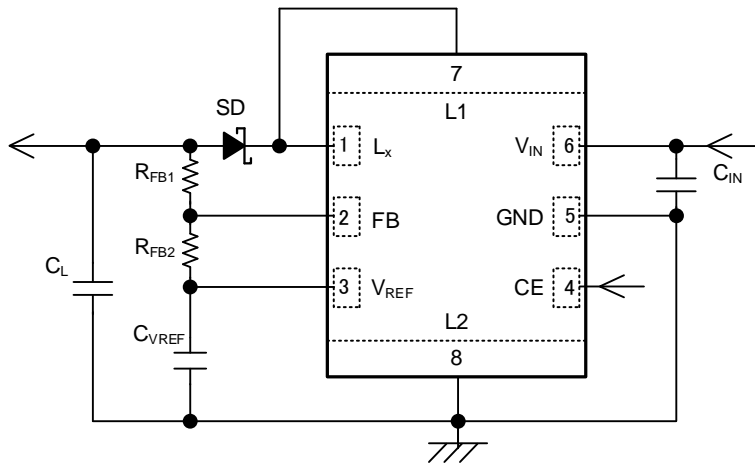 7
SD
L1
1 Lx
VIN 6
RFB1
CIN
2 FB
GND 5
RFB2
CL
3 VREF
CE 4
CVREF
L2
8